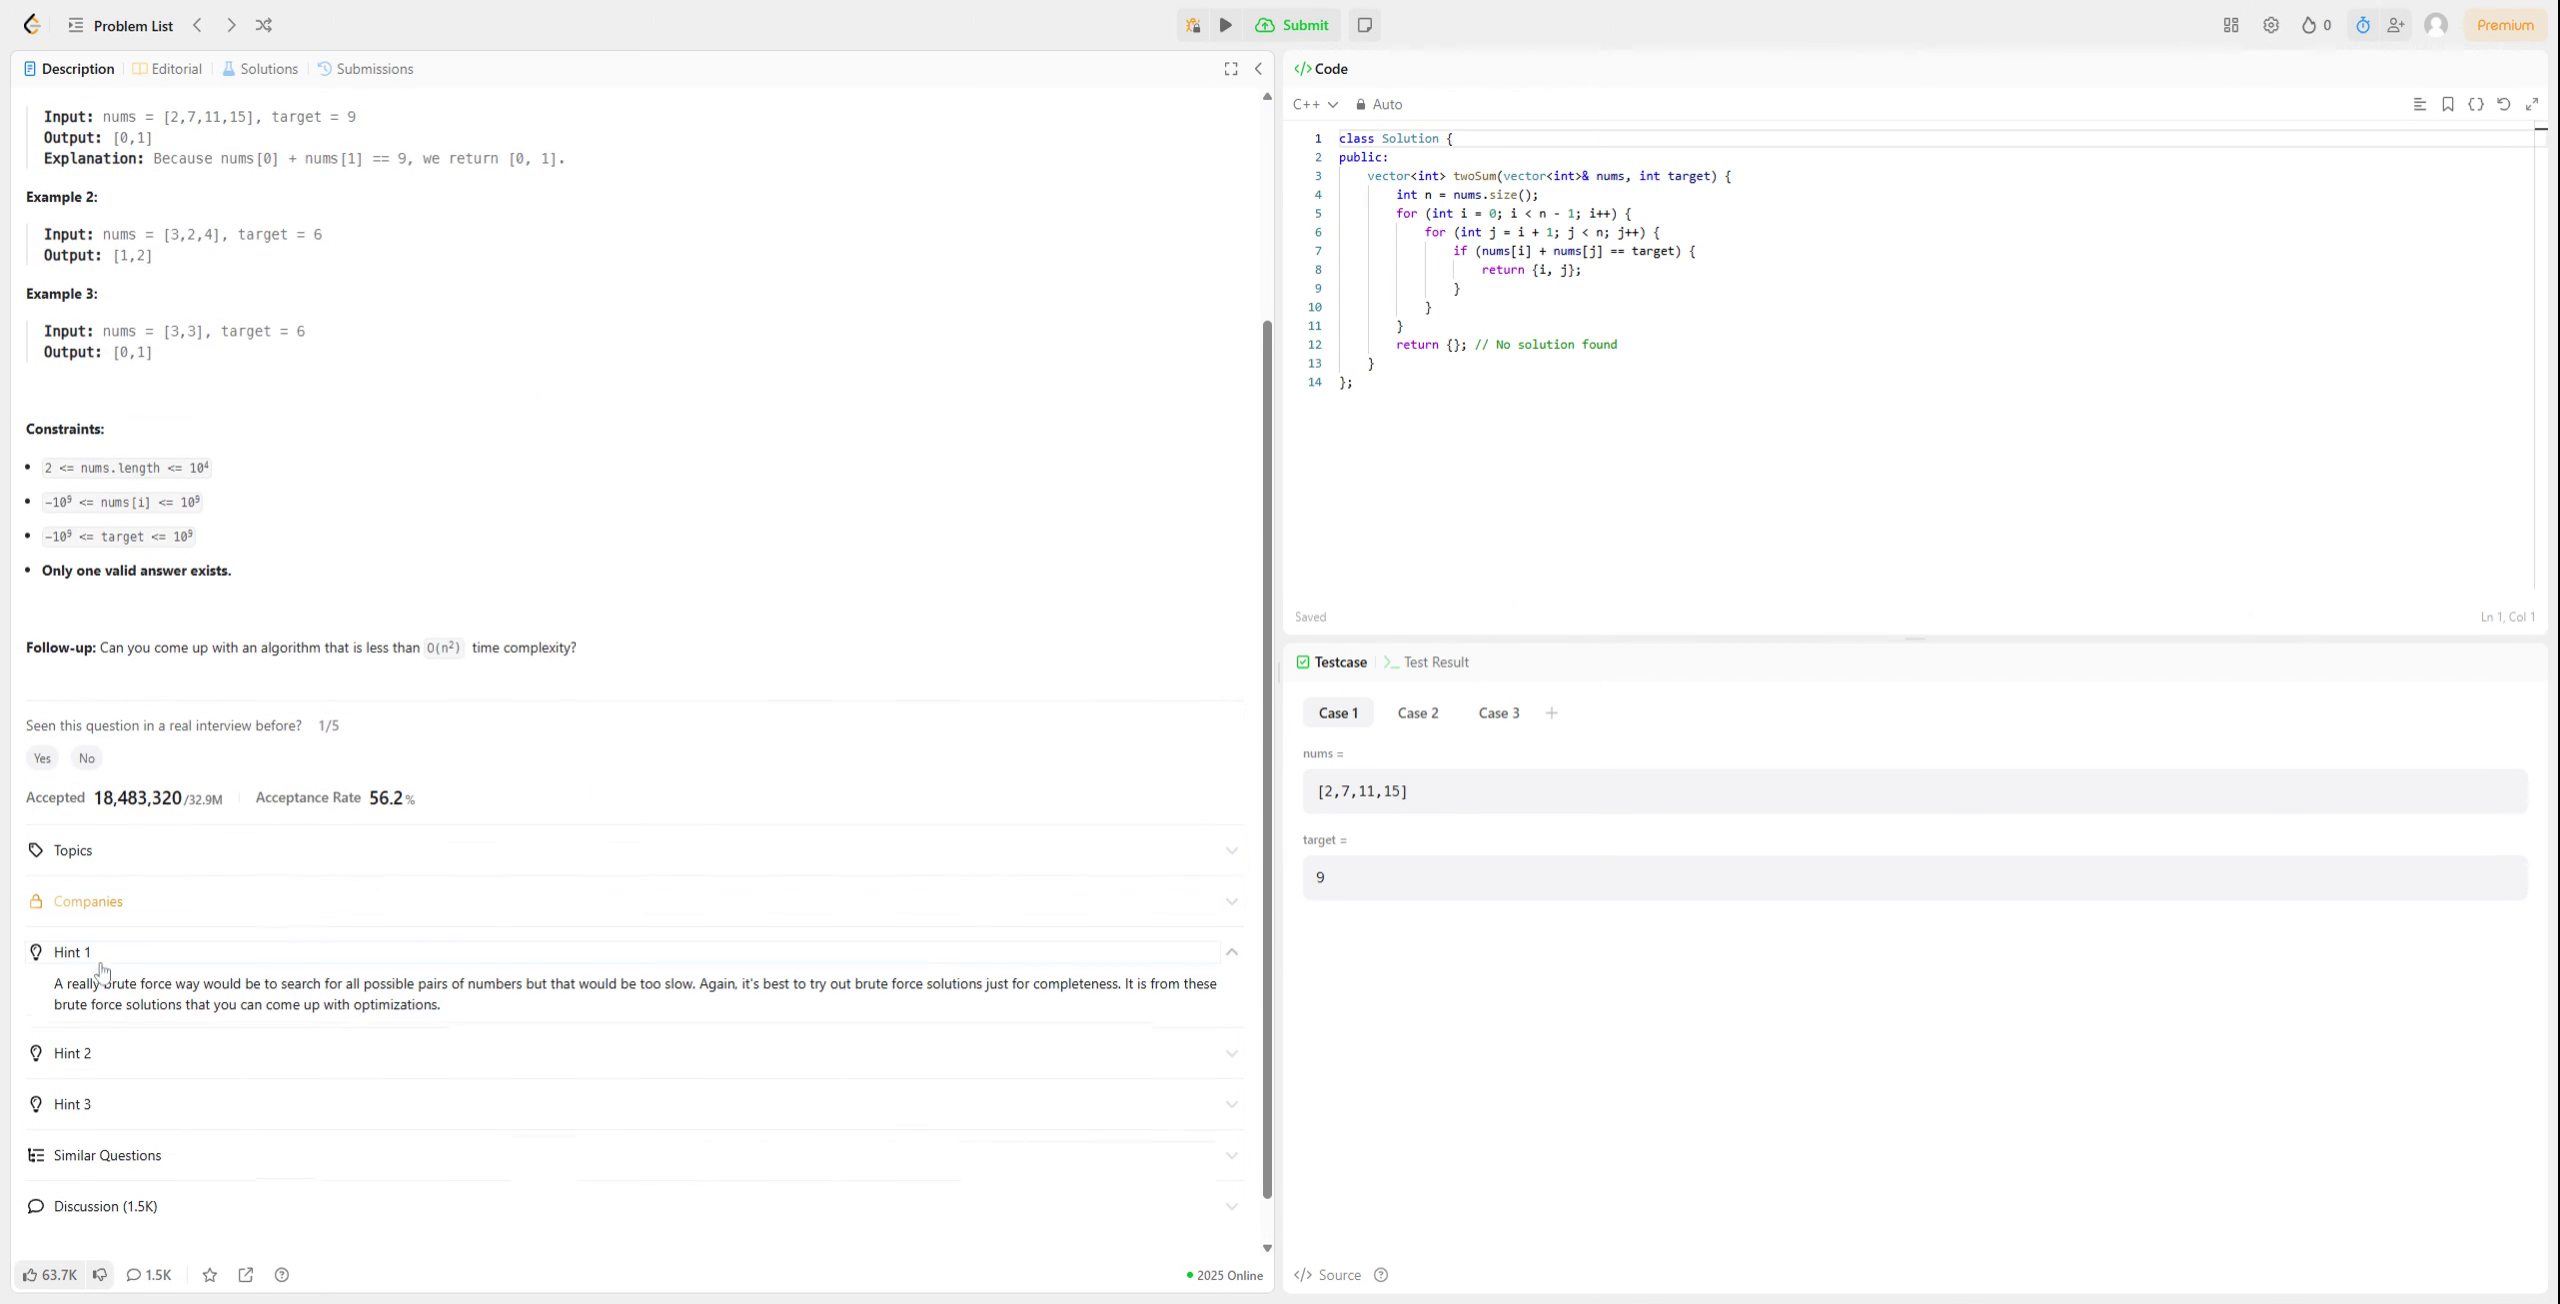 Problem List
Submit
0
Premium
Description
Editorial
Solutions
Submissions
Input: nums = [2,7,11,15], target = 9
Output: [0,1]
Explanation: Because nums[0] + nums[1] == 9, we return [0, 1].
Example 2:
Input: nums = [3,2,4], target = 6
Output: [1,2]
Example 3:
Input: nums = [3,3], target = 6
Output: [0,1]
Constraints:
• 2 <= nums.length <= 10⁴
• -10⁹ <= nums[i] <= 10⁹
• -10⁹ <= target <= 10⁹
• Only one valid answer exists.
Follow-up: Can you come up with an algorithm that is less than O(n²) time complexity?
Seen this question in a real interview before? 1/5
Yes No
Accepted 18,483,320/32.9M Acceptance Rate 56.2%
Topics
Companies
Hint 1
A really brute force way would be to search for all possible pairs of numbers but that would be too slow. Again, it's best to try out brute force solutions just for completeness. It is from these
brute force solutions that you can come up with optimizations.
Hint 2
Hint 3
Similar Questions
Discussion (1.5K)
63.7K 1.5K 2025 Online
</> Code
C++ Auto
1 class Solution {
2 public:
3     vector<int> twoSum(vector<int>& nums, int target) {
4         int n = nums.size();
5         for (int i = 0; i < n - 1; i++) {
6             for (int j = i + 1; j < n; j++) {
7                 if (nums[i] + nums[j] == target) {
8                     return {i, j};
9                 }
10             }
11         }
12         return {}; // No solution found
13     }
14 };
Saved Ln 1, Col 1
Testcase >_ Test Result
Case 1 Case 2 Case 3 +
nums =
[2,7,11,15]
target =
9
</> Source